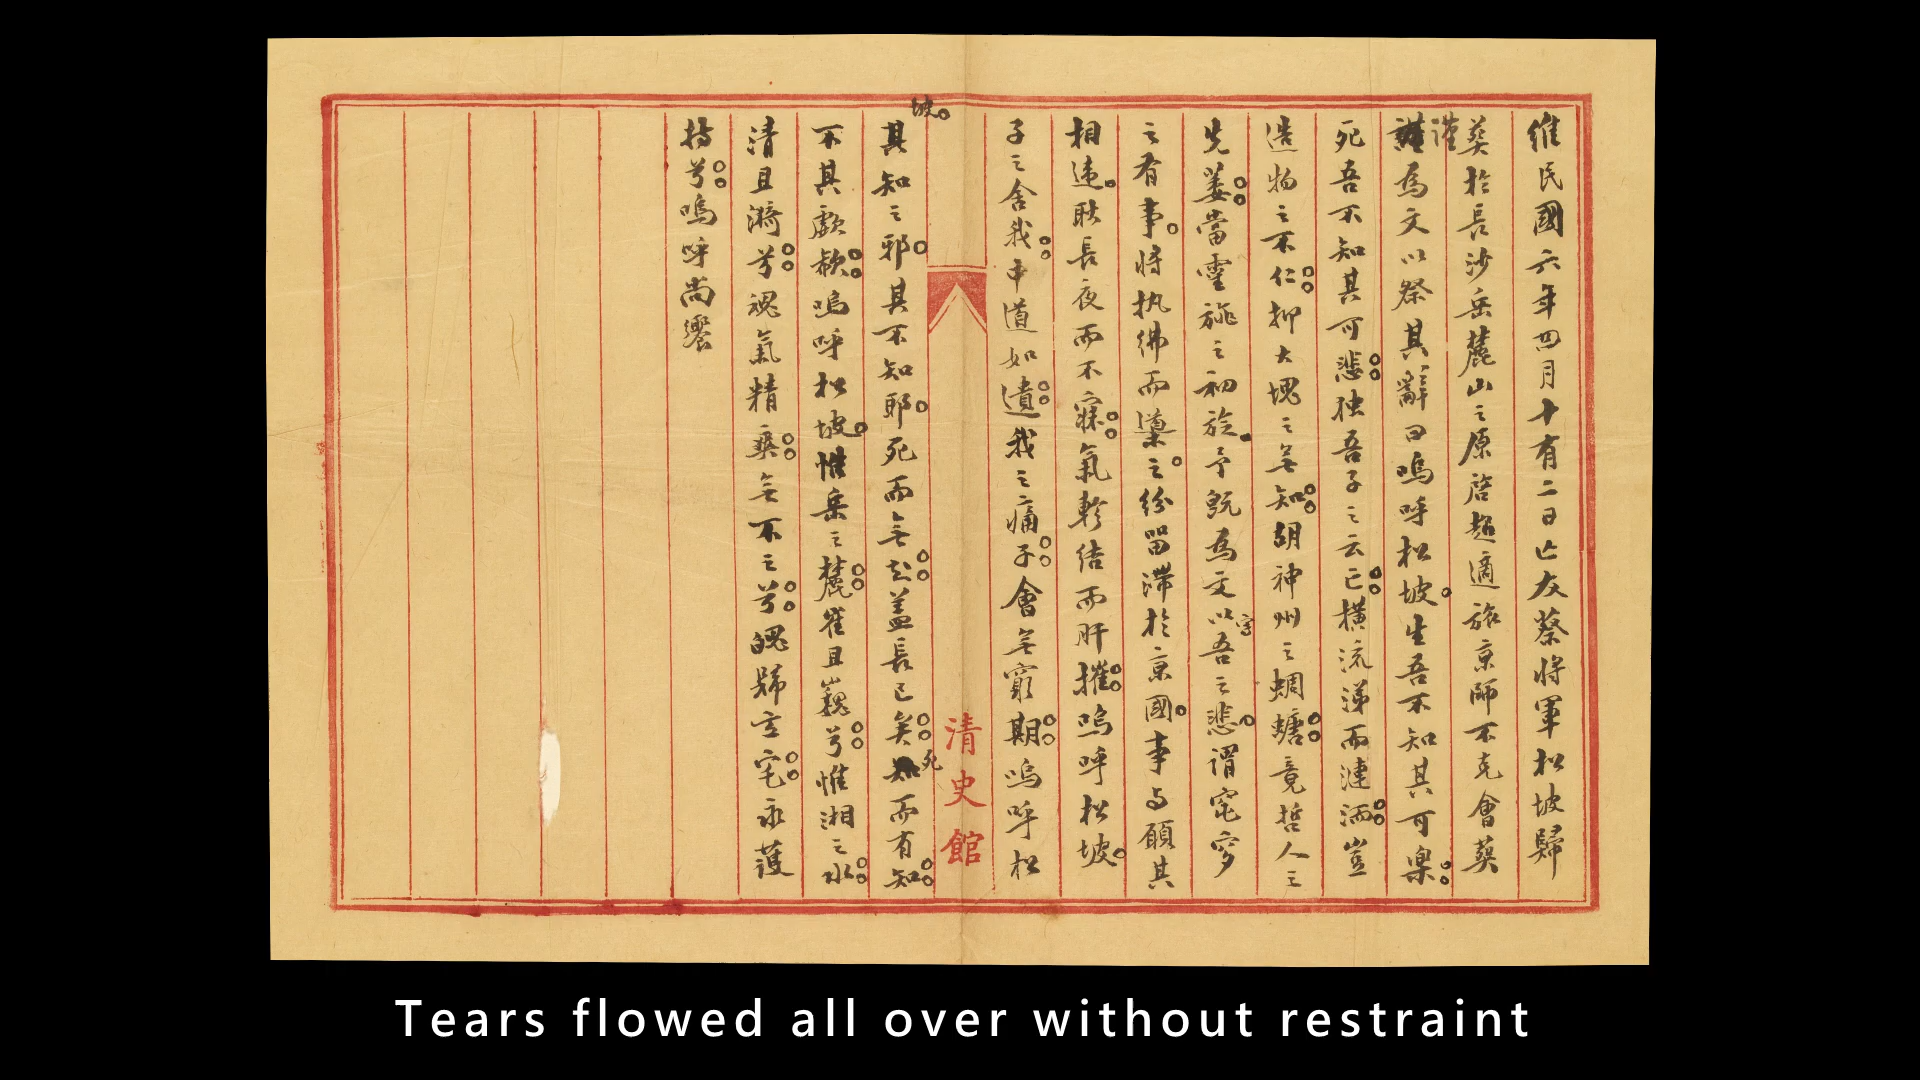 維民國六年四月十有二日亡友蔡將軍松坡歸
葬於長沙岳麓山之原啓超適旅京師不克會葬
謹
謹為文以祭其辭曰嗚呼松坡生吾不知其可樂
死吾不知其可悲独吾子之云亡橫流涕而漣洏豈
造物之不仁抑大塊之無知胡神州之蜩螗竟哲人之
先萎當靈旐之初旋予既為文以寫吾之悲謂窀穸
之有事將执紼而導之紛留滯於京國事与願其
相違耿長夜而不寐氣軫結而肝摧嗚呼松坡
子之舍我中道如遺我之痛子會無窮期嗚呼松
坡
清史館
其知之邪其不知耶死而無知蓋長已矣死而有知
不其歔欷嗚呼松坡惟岳之麓崔且巍兮惟湘之水
清且漪兮魂氣精爽無不之兮魄歸玄宅永護
持兮嗚呼尚饗
Tears flowed all over without restraint